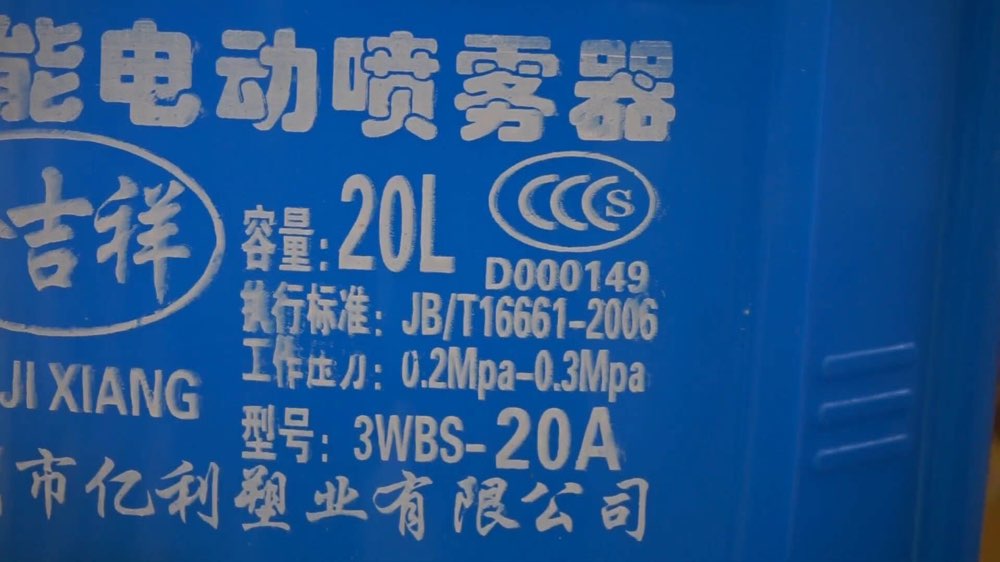 能电动喷雾器
吉祥
JI XIANG
容量：20L
CCC S
D000149
执行标准：JB/T16661-2006
工作压力：0.2Mpa-0.3Mpa
型号：3WBS-20A
市亿利塑业有限公司